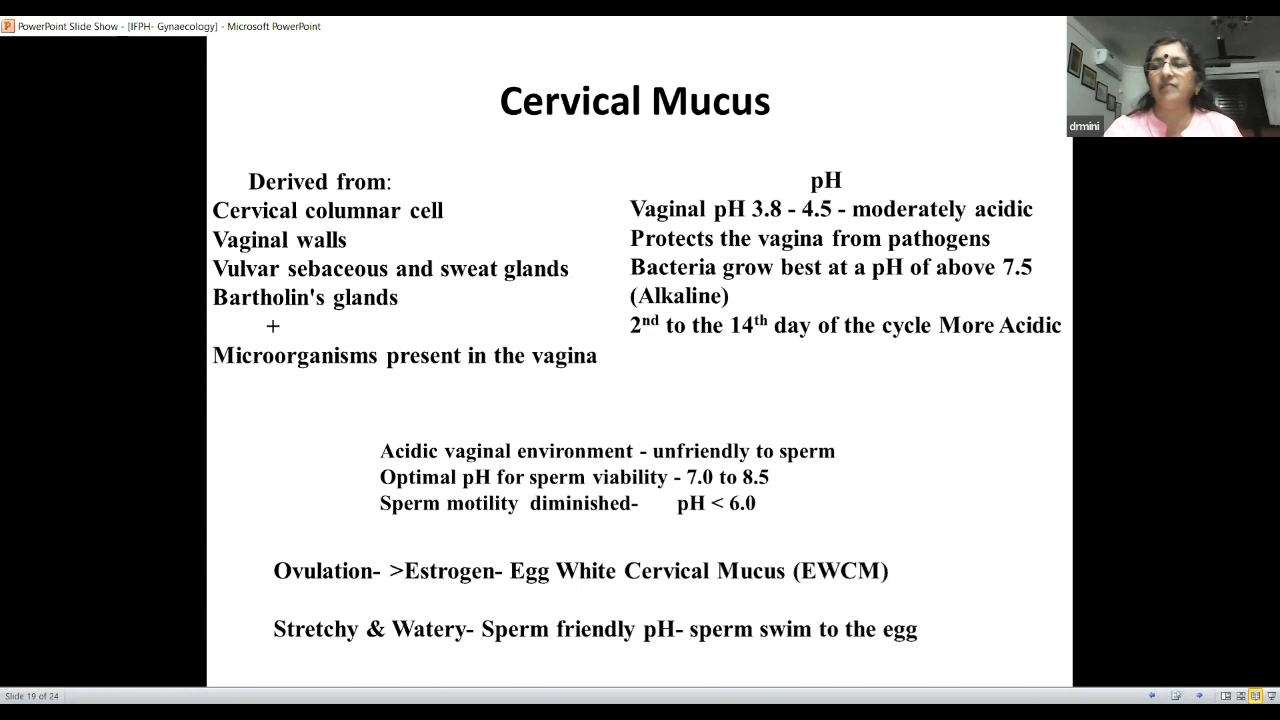 PowerPoint Slide Show - [IFPH- Gynaecology] - Microsoft PowerPoint
drmini
Cervical Mucus
Derived from:
Cervical columnar cell
Vaginal walls
Vulvar sebaceous and sweat glands
Bartholin's glands
+
Microorganisms present in the vagina
pH
Vaginal pH 3.8 - 4.5 - moderately acidic
Protects the vagina from pathogens
Bacteria grow best at a pH of above 7.5
(Alkaline)
2nd to the 14th day of the cycle More Acidic
Acidic vaginal environment - unfriendly to sperm
Optimal pH for sperm viability - 7.0 to 8.5
Sperm motility diminished- pH < 6.0
Ovulation- >Estrogen- Egg White Cervical Mucus (EWCM)
Stretchy & Watery- Sperm friendly pH- sperm swim to the egg
Slide 19 of 24